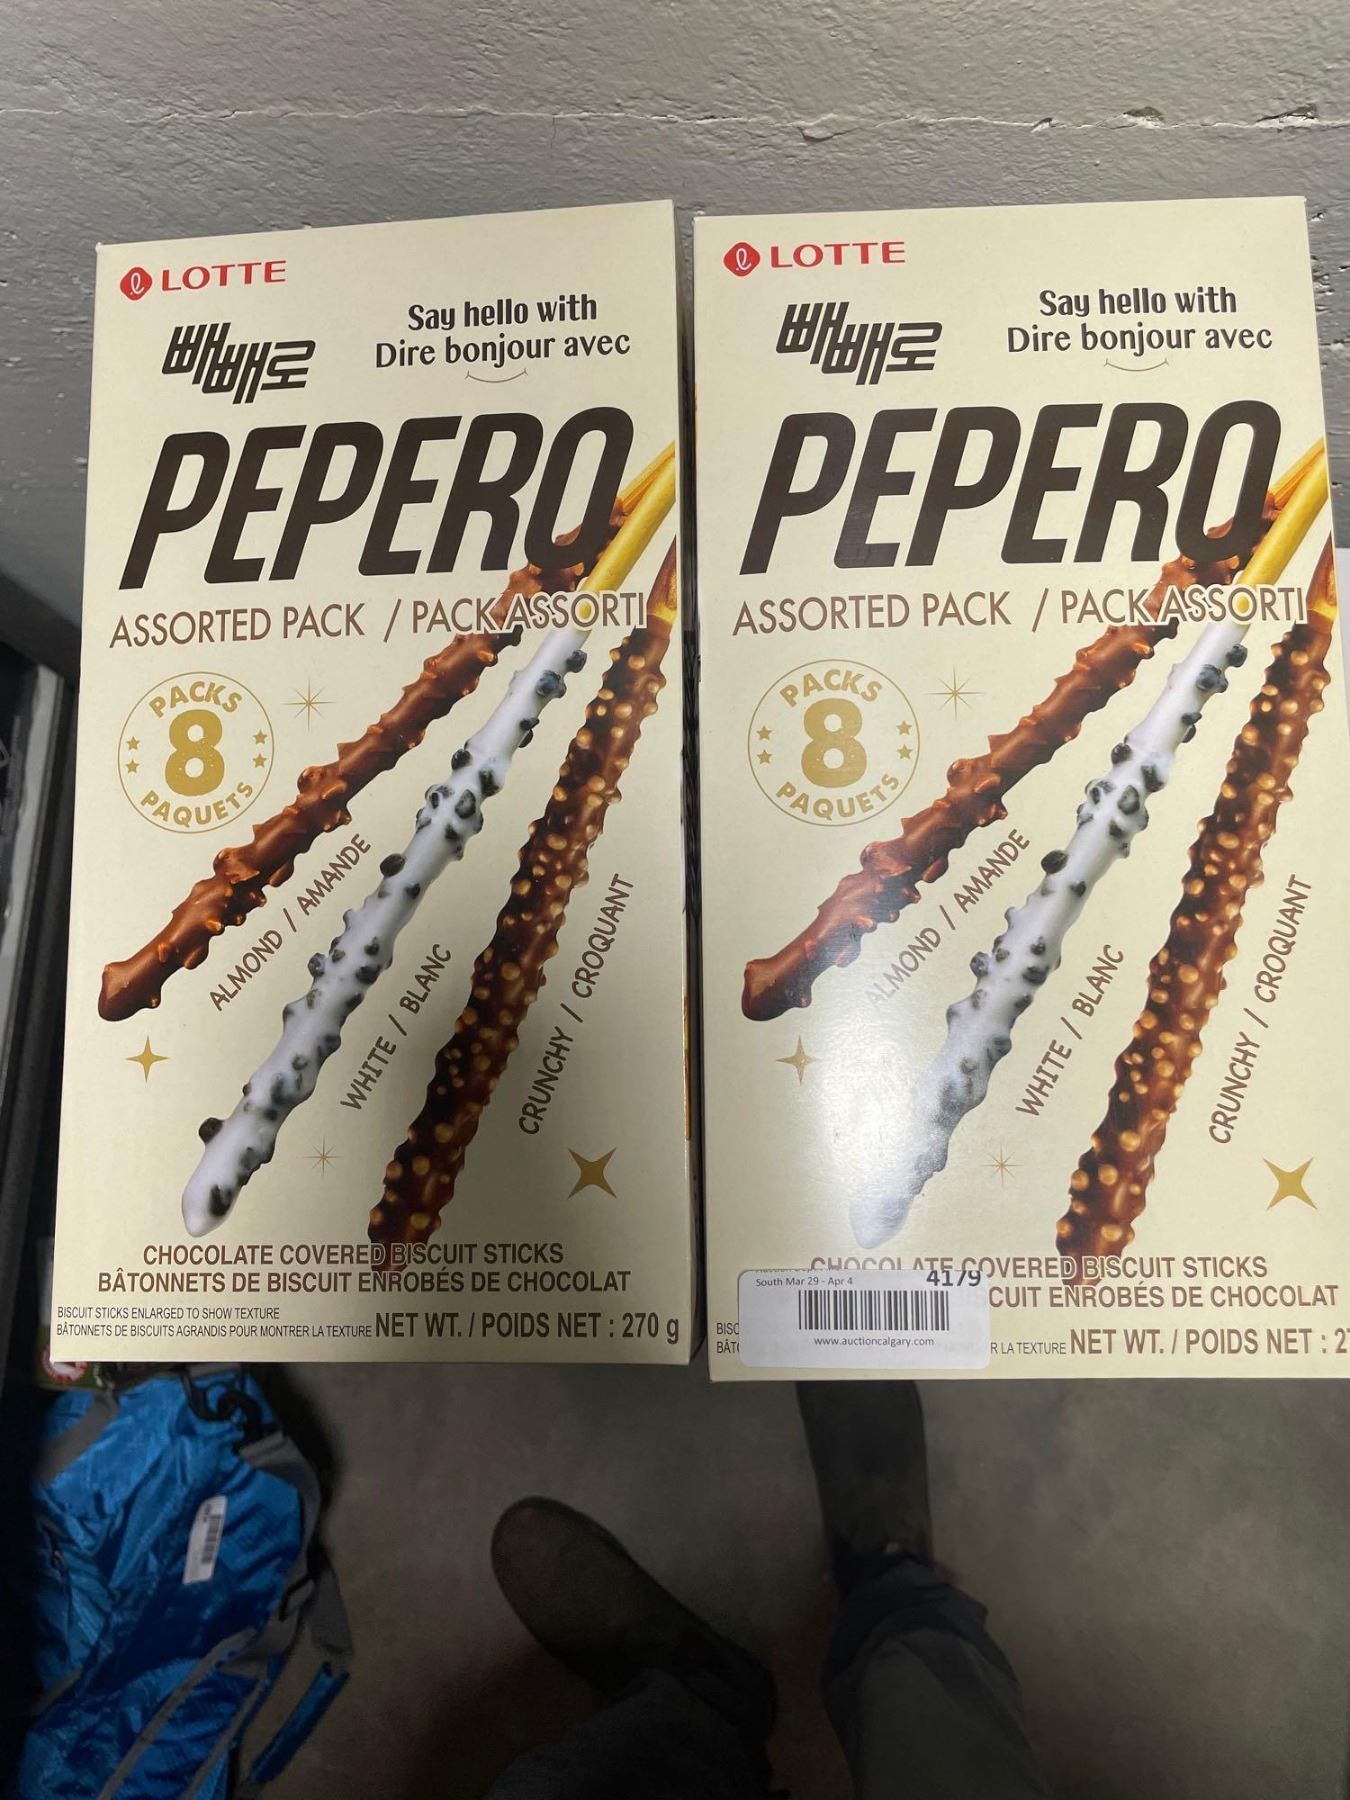 LOTTE
Say hello with
Dire bonjour avec
빼빼로
PEPERO
ASSORTED PACK / PACK ASSORTI
PACKS
8
PAQUETS
ALMOND / AMANDE
WHITE / BLANC
CRUNCHY / CROQUANT
CHOCOLATE COVERED BISCUIT STICKS
BÂTONNETS DE BISCUIT ENROBÉS DE CHOCOLAT
BISCUIT STICKS ENLARGED TO SHOW TEXTURE
BÂTONNETS DE BISCUITS AGRANDIS POUR MONTRER LA TEXTURE
NET WT. / POIDS NET : 270 g
LOTTE
Say hello with
Dire bonjour avec
빼빼로
PEPERO
ASSORTED PACK / PACK ASSORTI
PACKS
8
PAQUETS
ALMOND / AMANDE
WHITE / BLANC
CRUNCHY / CROQUANT
CHOCOLATE COVERED BISCUIT STICKS
ENROBÉS DE CHOCOLAT
LA TEXTURE
NET WT. / POIDS NET :
South Mar 29 - Apr 4
4179
www.auctioncalgary.com